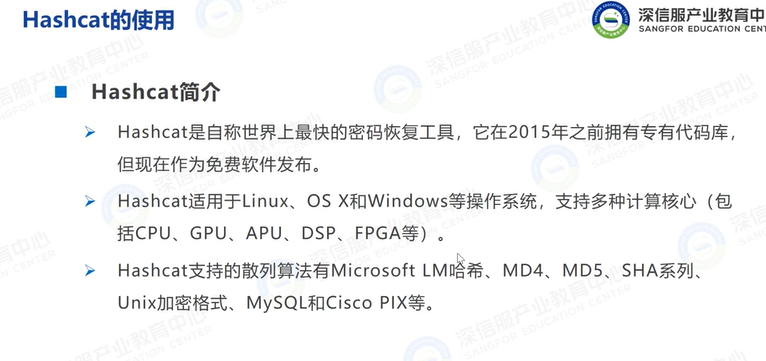 Hashcat的使用
深信服产业教育中
SANGFOR EDUCATION CENT
Hashcat简介
Hashcat是自称世界上最快的密码恢复工具，它在2015年之前拥有专有代码库，
但现在作为免费软件发布。
Hashcat适用于Linux、OS X和Windows等操作系统，支持多种计算核心（包
括CPU、GPU、APU、DSP、FPGA等）。
Hashcat支持的散列算法有Microsoft LM哈希、MD4、MD5、SHA系列、
Unix加密格式、MySQL和Cisco PIX等。